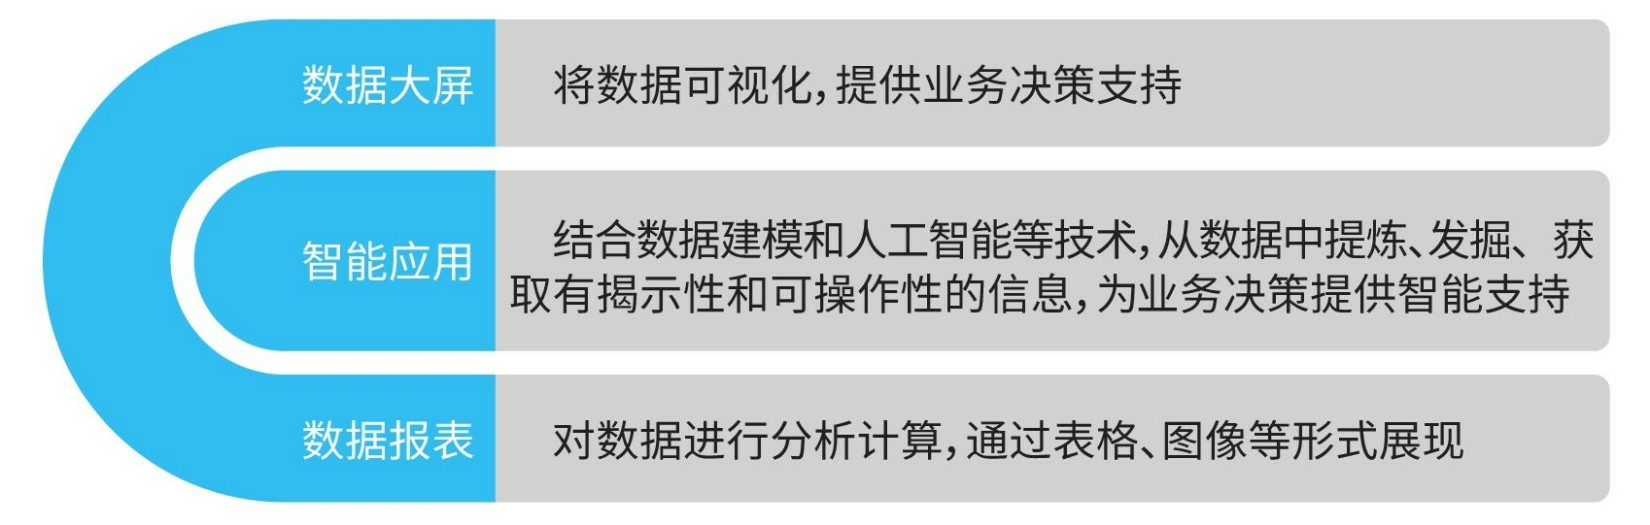 数据大屏
将数据可视化，提供业务决策支持
智能应用
结合数据建模和人工智能等技术，从数据中提炼、发掘、获
取有揭示性和可操作性的信息，为业务决策提供智能支持
数据报表
对数据进行分析计算，通过表格、图像等形式展现